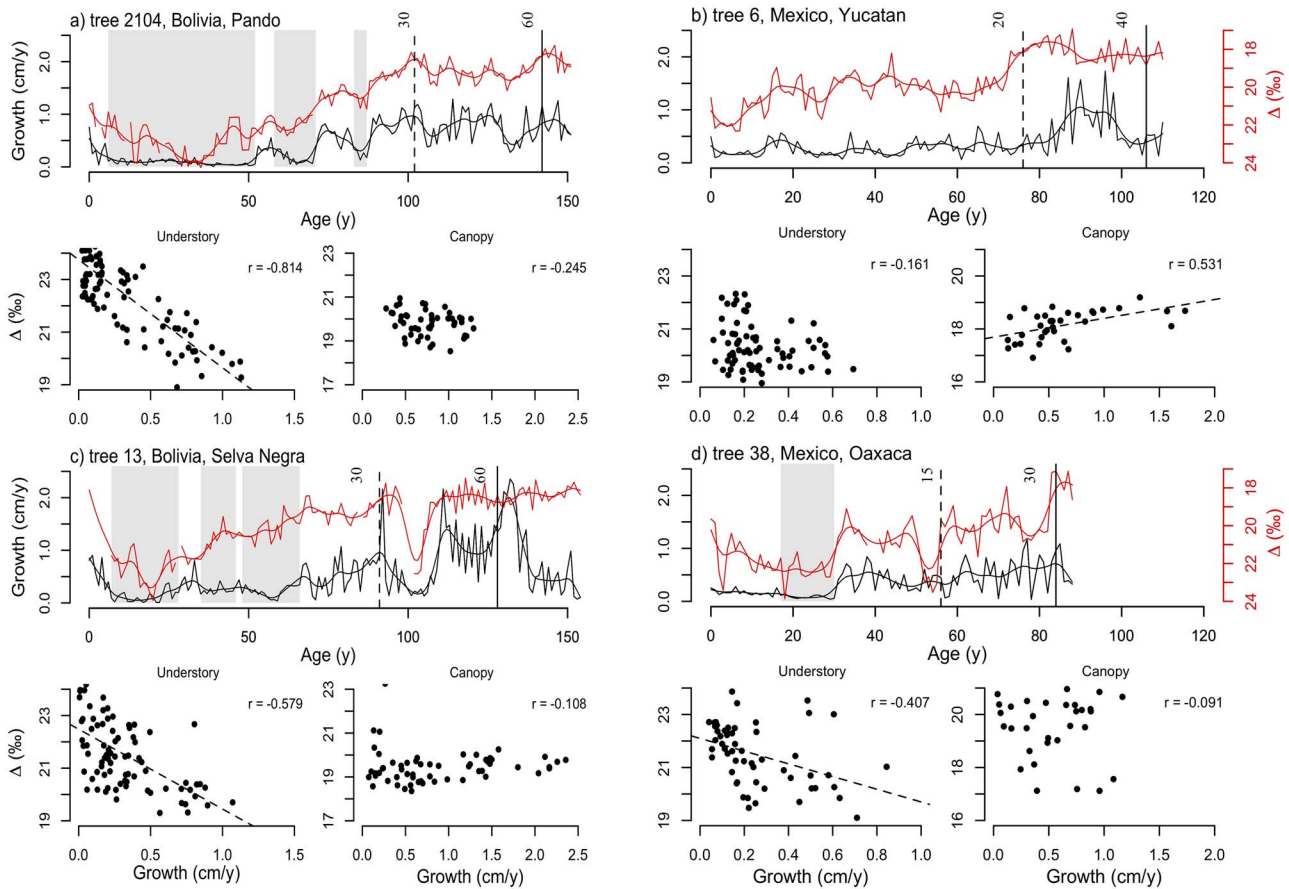 a) tree 2104, Bolivia, Pando
30
60
Growth (cm/y)
0.0 1.0 2.0
0 50 100 150
Age (y)
Understory
Canopy
r = -0.814
r = -0.245
Δ (‰)
19 21 23
17 19 21 23
0.0 0.5 1.0 1.5
0.0 0.5 1.0 1.5 2.0 2.5
b) tree 6, Mexico, Yucatan
20
40
0.0 1.0 2.0
18 20 22 24
Δ (‰)
0 20 40 60 80 100 120
Age (y)
Understory
Canopy
r = -0.161
r = 0.531
19 21 23
16 18 20
0.0 0.2 0.4 0.6 0.8 1.0
0.0 0.5 1.0 1.5 2.0
c) tree 13, Bolivia, Selva Negra
30
60
Growth (cm/y)
0.0 1.0 2.0
0 50 100 150
Age (y)
Understory
Canopy
r = -0.579
r = -0.108
Δ (‰)
19 21 23
17 19 21 23
0.0 0.5 1.0 1.5
0.0 0.5 1.0 1.5 2.0 2.5
Growth (cm/y)
Growth (cm/y)
d) tree 38, Mexico, Oaxaca
15
30
0.0 1.0 2.0
18 20 22 24
Δ (‰)
0 20 40 60 80 100 120
Age (y)
Understory
Canopy
r = -0.407
r = -0.091
19 21 23
16 18 20
0.0 0.2 0.4 0.6 0.8 1.0
0.0 0.5 1.0 1.5 2.0
Growth (cm/y)
Growth (cm/y)